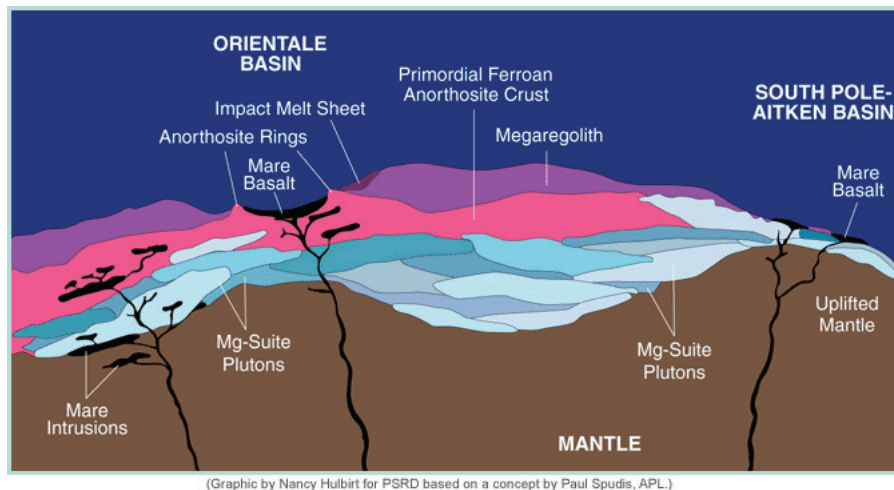 ORIENTALE
BASIN
Primordial Ferroan
Anorthosite Crust
SOUTH POLE-
AITKEN BASIN
Impact Melt Sheet
Anorthosite Rings
Megaregolith
Mare
Basalt
Mare
Basalt
Mg-Suite
Plutons
Mg-Suite
Plutons
Uplifted
Mantle
Mare
Intrusions
MANTLE
(Graphic by Nancy Hulbirt for PSRD based on a concept by Paul Spudis, APL.)